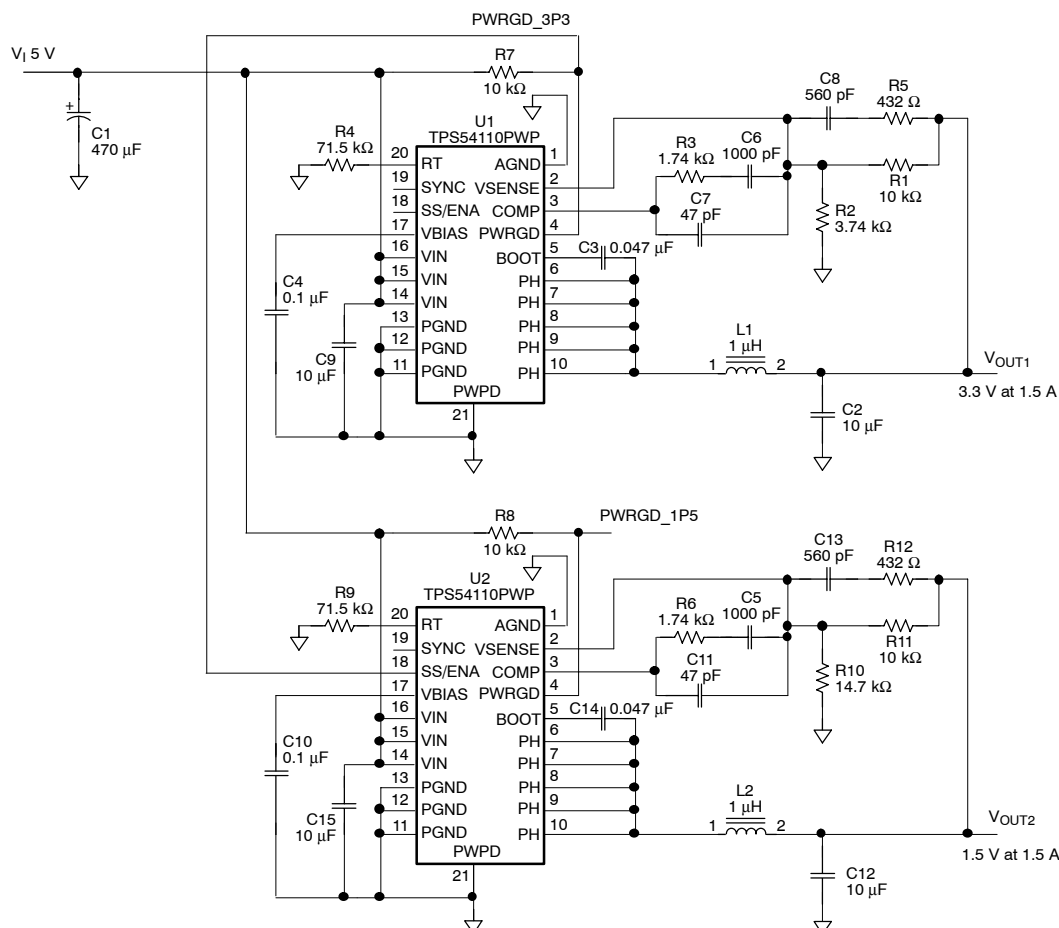 PWRGD_3P3
V_I 5 V
R7
10 kΩ
+
C1
470 μF
U1
TPS54110PWP
R4
71.5 kΩ
20 RT
19 SYNC
18 SS/ENA
17 VBIAS
16 VIN
15 VIN
14 VIN
13 PGND
12 PGND
11 PGND
AGND 1
VSENSE 2
COMP 3
PWRGD 4
BOOT 5
PH 6
PH 7
PH 8
PH 9
PH 10
PWPD
21
C4
0.1 μF
C9
10 μF
C3 0.047 μF
R3
1.74 kΩ
C6
1000 pF
C7
47 pF
C8
560 pF
R5
432 Ω
R1
10 kΩ
R2
3.74 kΩ
L1
1 μH
1 2
C2
10 μF
V_OUT1
3.3 V at 1.5 A
R8
10 kΩ
PWRGD_1P5
U2
TPS54110PWP
R9
71.5 kΩ
20 RT
19 SYNC
18 SS/ENA
17 VBIAS
16 VIN
15 VIN
14 VIN
13 PGND
12 PGND
11 PGND
AGND 1
VSENSE 2
COMP 3
PWRGD 4
BOOT 5
PH 6
PH 7
PH 8
PH 9
PH 10
PWPD
21
C10
0.1 μF
C15
10 μF
C14 0.047 μF
R6
1.74 kΩ
C5
1000 pF
C11
47 pF
C13
560 pF
R12
432 Ω
R11
10 kΩ
R10
14.7 kΩ
L2
1 μH
1 2
C12
10 μF
V_OUT2
1.5 V at 1.5 A